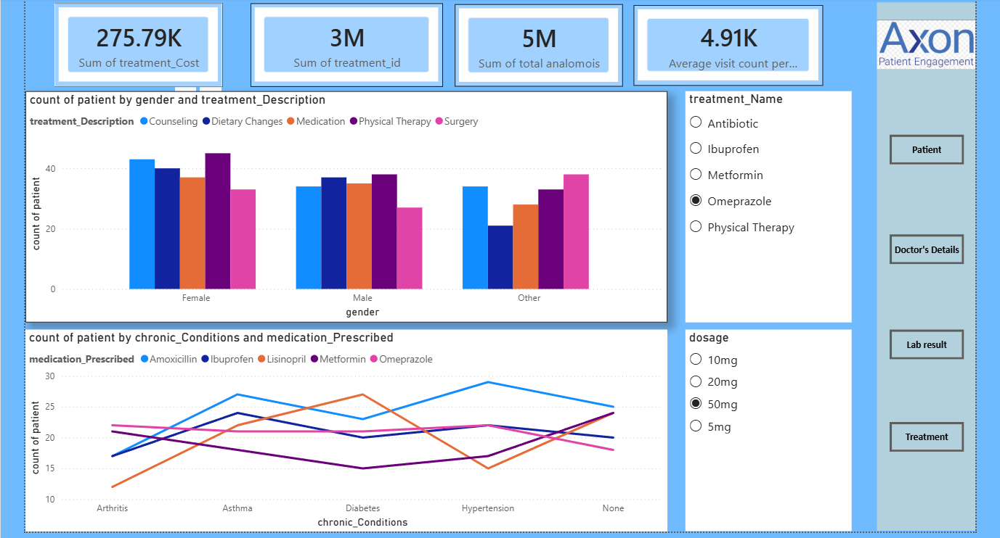 275.79K
Sum of treatment_Cost
3M
Sum of treatment_id
5M
Sum of total analomois
4.91K
Average visit count per...
Axon
Patient Engagement
count of patient by gender and treatment_Description
treatment_Description Counseling Dietary Changes Medication Physical Therapy Surgery
count of patient
40
20
0
Female Male Other
gender
treatment_Name
Antibiotic
Ibuprofen
Metformin
Omeprazole
Physical Therapy
count of patient by chronic_Conditions and medication_Prescribed
medication_Prescribed Amoxicillin Ibuprofen Lisinopril Metformin Omeprazole
count of patient
30
25
20
15
10
Arthritis Asthma Diabetes Hypertension None
chronic_Conditions
dosage
10mg
20mg
50mg
5mg
Patient
Doctor's Details
Lab result
Treatment